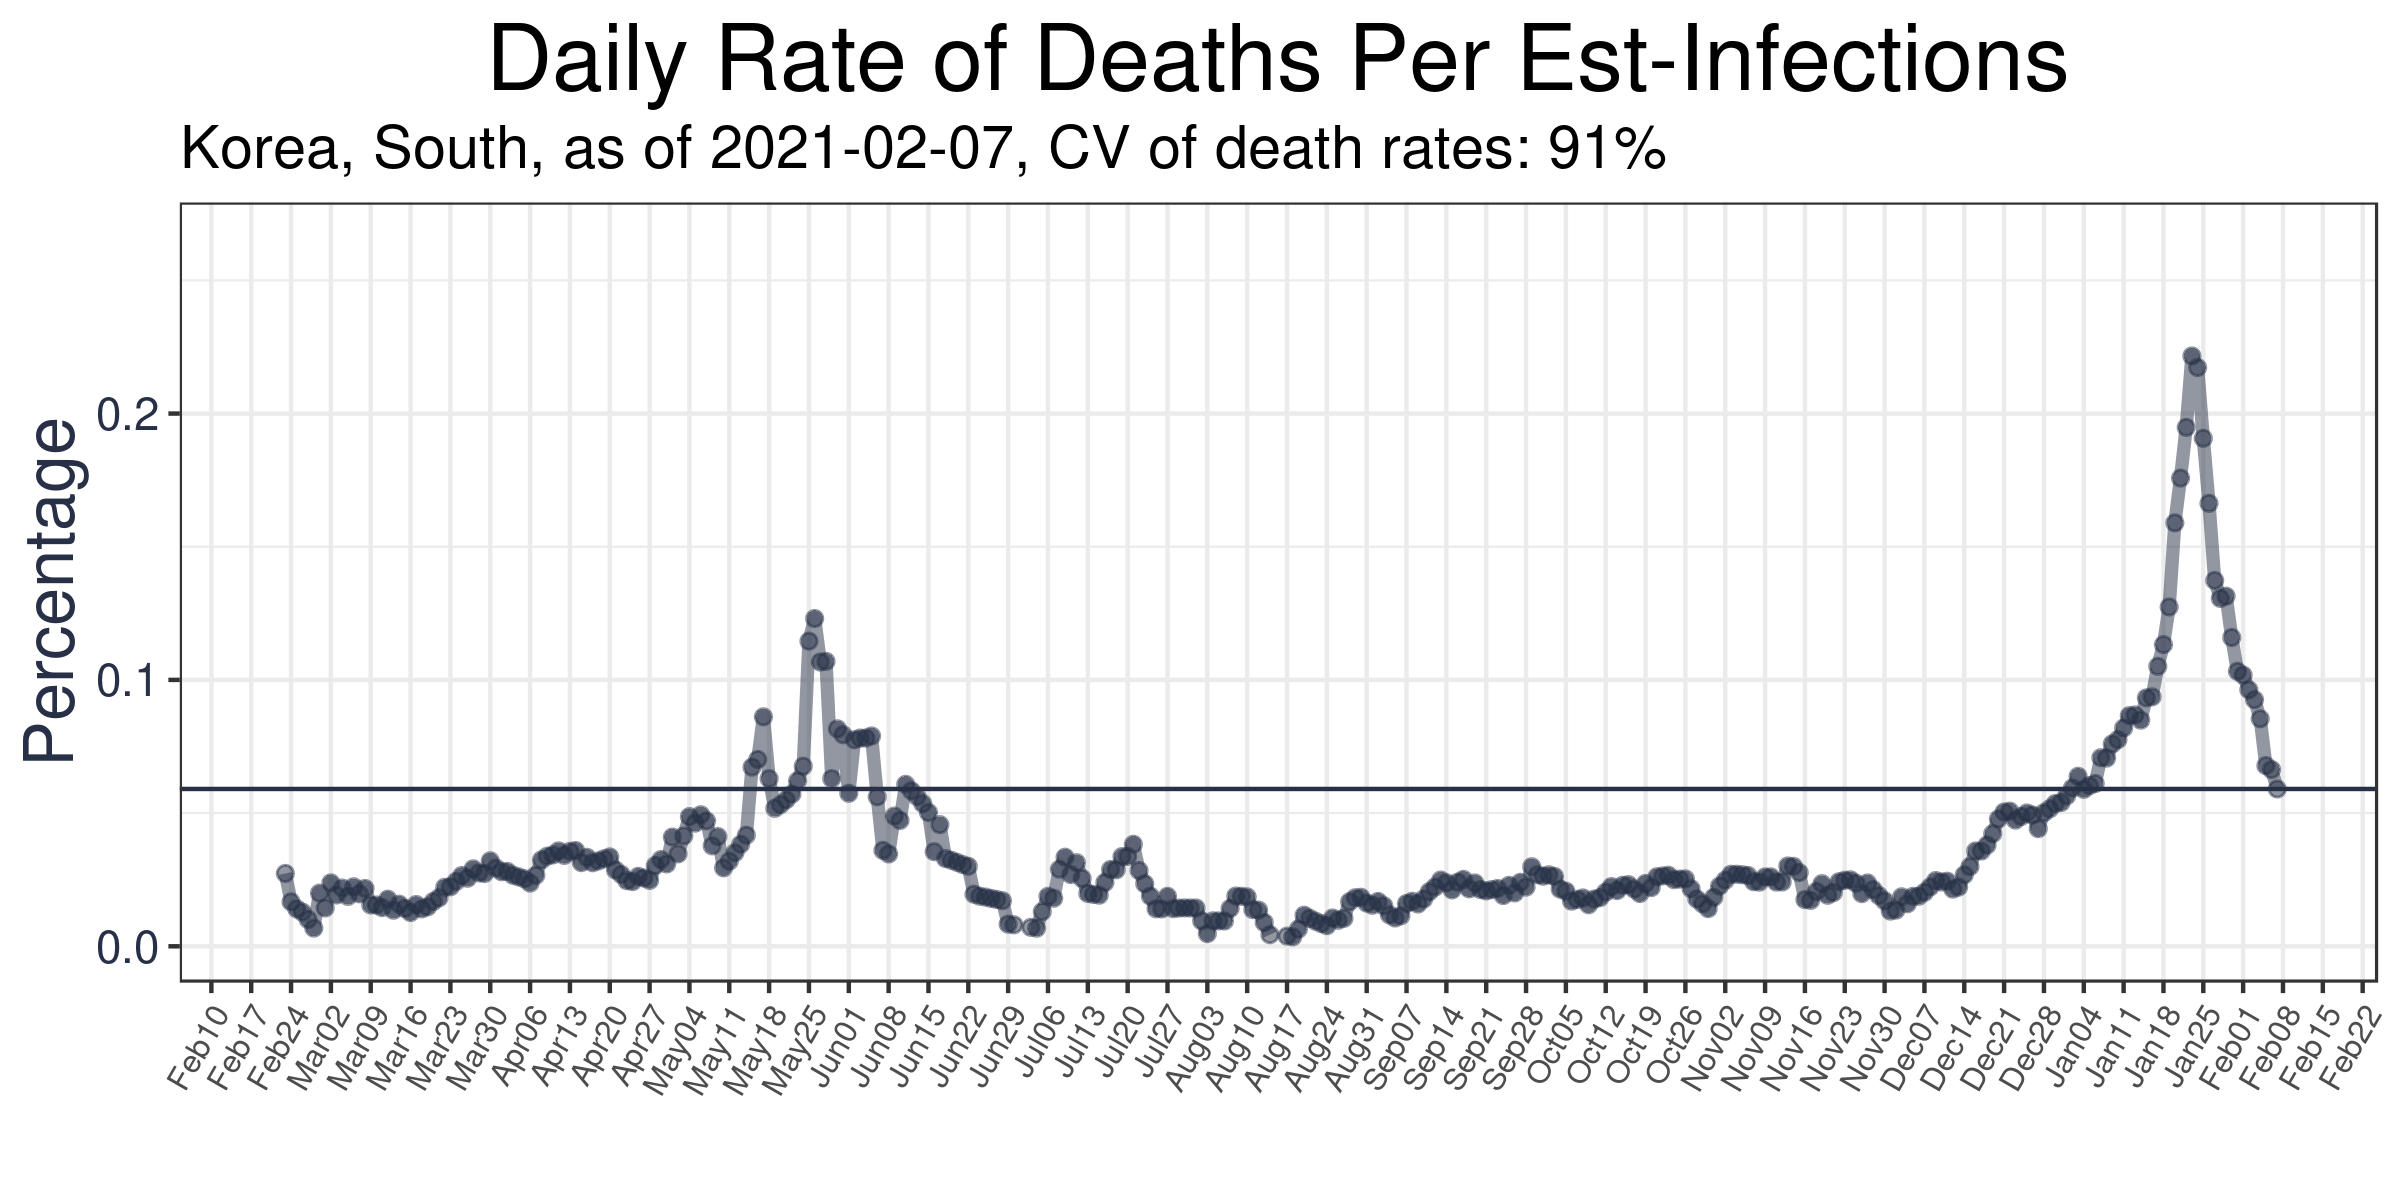 Daily Rate of Deaths Per Est-Infections
Korea, South, as of 2021-02-07, CV of death rates: 91%
Percentage
0.2
0.1
0.0
Feb10
Feb17
Feb24
Mar02
Mar09
Mar16
Mar23
Mar30
Apr06
Apr13
Apr20
Apr27
May04
May11
May18
May25
Jun01
Jun08
Jun15
Jun22
Jun29
Jul06
Jul13
Jul20
Jul27
Aug03
Aug10
Aug17
Aug24
Aug31
Sep07
Sep14
Sep21
Sep28
Oct05
Oct12
Oct19
Oct26
Nov02
Nov09
Nov16
Nov23
Nov30
Dec07
Dec14
Dec21
Dec28
Jan04
Jan11
Jan18
Jan25
Feb01
Feb08
Feb15
Feb22